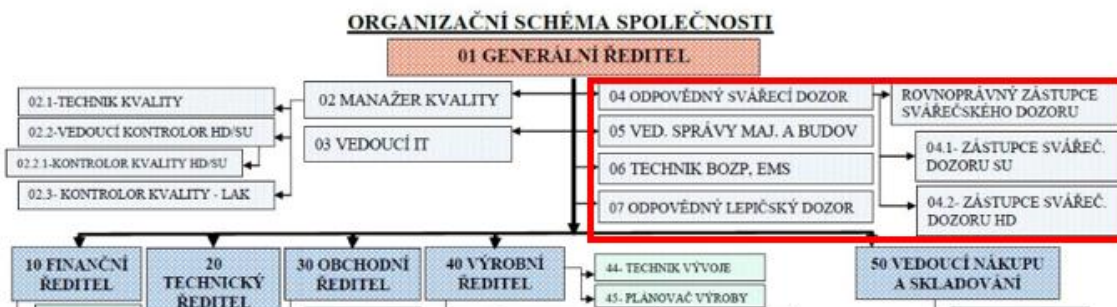 ORGANIZAČNÍ SCHÉMA SPOLEČNOSTI
01 GENERÁLNÍ ŘEDITEL
02.1-TECHNIK KVALITY
02.2-VEDOUCÍ KONTROLOR HD/SU
02.2.1-KONTROLOR KVALITY HD/SU
02.3- KONTROLOR KVALITY - LAK
02 MANAŽER KVALITY
03 VEDOUCÍ IT
04 ODPOVĚDNÝ SVÁŘECÍ DOZOR
05 VED. SPRÁVY MAJ. A BUDOV
06 TECHNIK BOZP, EMS
07 ODPOVĚDNÝ LEPIČSKÝ DOZOR
ROVNOPRÁVNÝ ZÁSTUPCE
SVÁŘEČSKÉHO DOZORU
04.1- ZÁSTUPCE SVÁŘEČ.
DOZORU SU
04.2- ZÁSTUPCE SVÁŘEČ.
DOZORU HD
10 FINANČNÍ
ŘEDITEL
20
TECHNICKÝ
ŘEDITEL
30 OBCHODNÍ
ŘEDITEL
40 VÝROBNÍ
ŘEDITEL
44- TECHNIK VÝVOJE
45- PLÁNOVAČ VÝROBY
50 VEDOUCÍ NÁKUPU
A SKLADOVÁNÍ